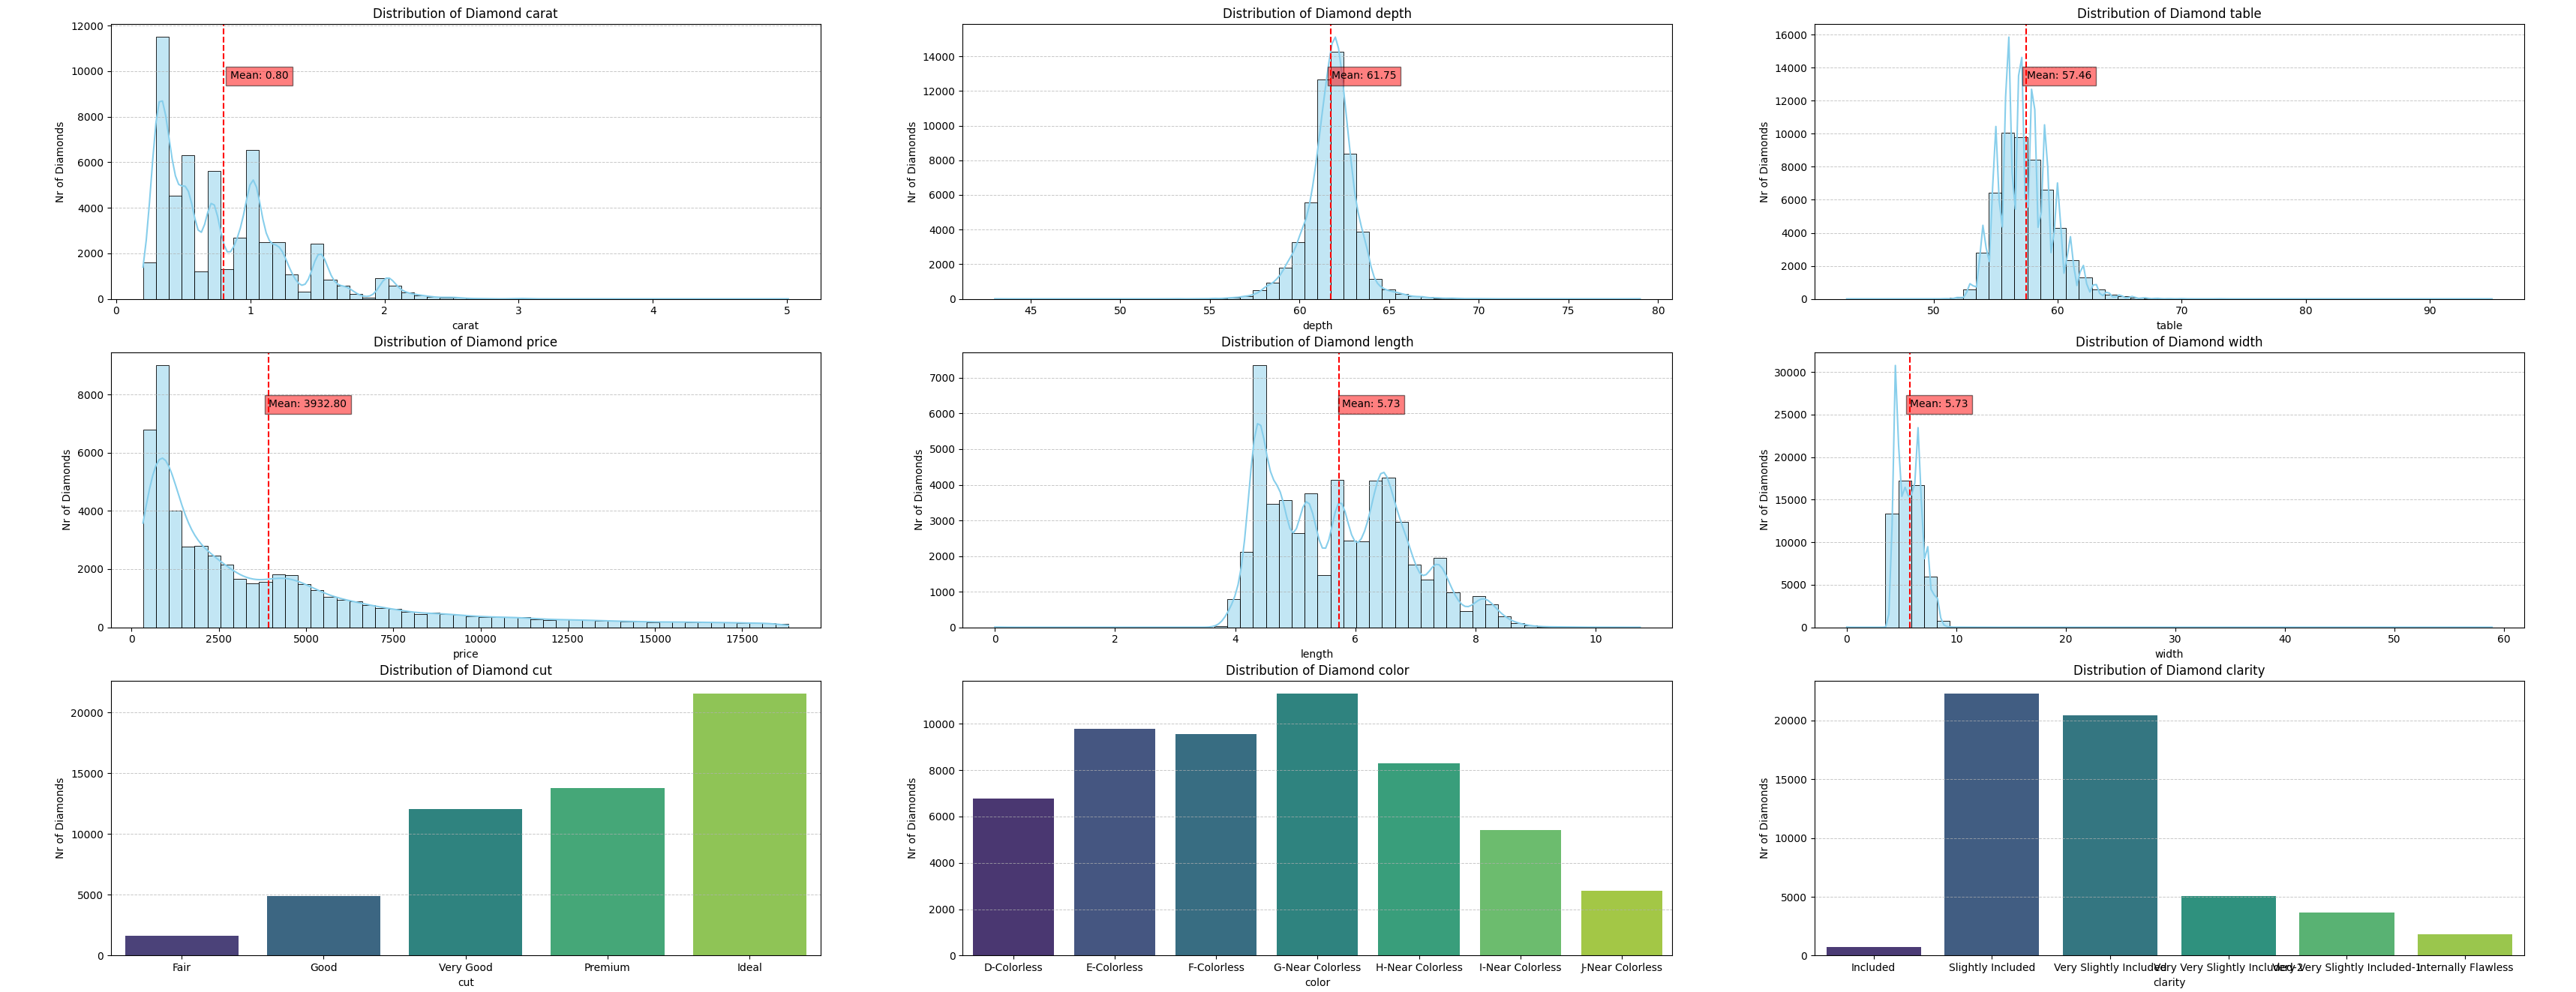 Distribution of Diamond carat
12000
10000
8000
6000
4000
2000
0
Nr of Diamonds
Mean: 0.80
0 1 2 3 4 5
carat
Distribution of Diamond depth
14000
12000
10000
8000
6000
4000
2000
0
Nr of Diamonds
Mean: 61.75
45 50 55 60 65 70 75 80
depth
Distribution of Diamond table
16000
14000
12000
10000
8000
6000
4000
2000
0
Nr of Diamonds
Mean: 57.46
50 60 70 80 90
table
Distribution of Diamond price
8000
6000
4000
2000
0
Nr of Diamonds
Mean: 3932.80
0 2500 5000 7500 10000 12500 15000 17500
price
Distribution of Diamond length
7000
6000
5000
4000
3000
2000
1000
0
Nr of Diamonds
Mean: 5.73
0 2 4 6 8 10
length
Distribution of Diamond width
30000
25000
20000
15000
10000
5000
0
Nr of Diamonds
Mean: 5.73
0 10 20 30 40 50 60
width
Distribution of Diamond cut
20000
15000
10000
5000
0
Nr of Diamonds
Fair Good Very Good Premium Ideal
cut
Distribution of Diamond color
10000
8000
6000
4000
2000
0
Nr of Diamonds
D-Colorless E-Colorless F-Colorless G-Near Colorless H-Near Colorless I-Near Colorless J-Near Colorless
color
Distribution of Diamond clarity
20000
15000
10000
5000
0
Nr of Diamonds
Included Slightly Included Very Slightly Included Very Very Slightly Included-2 Very Very Slightly Included-1 Internally Flawless
clarity